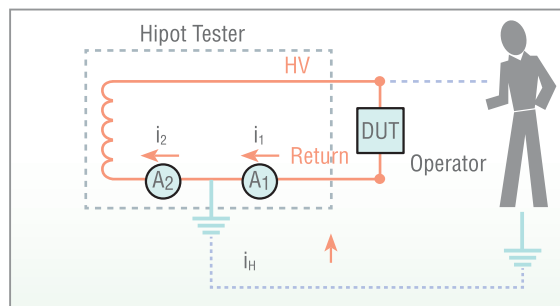 Hipot Tester
HV
i2
i1
Return
DUT
Operator
A2
A1
iH